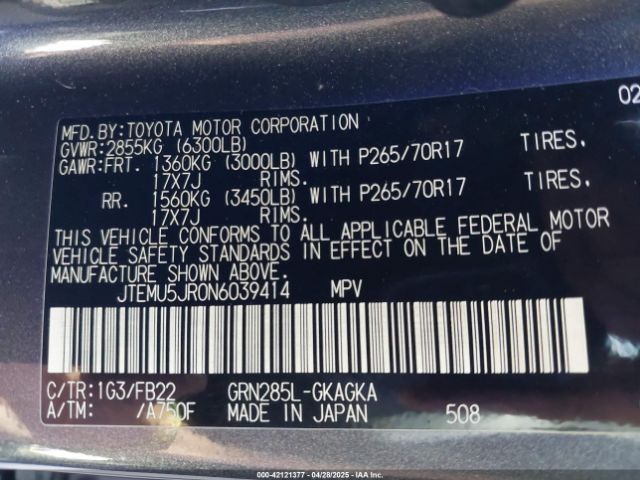 02
MFD.BY:TOYOTA MOTOR CORPORATION
GVWR:2855KG (6300LB)
GAWR:FRT. 1360KG (3000LB) WITH P265/70R17 TIRES,
17X7J RIMS.
RR. 1560KG (3450LB) WITH P265/70R17 TIRES,
17X7J RIMS.
THIS VEHICLE CONFORMS TO ALL APPLICABLE FEDERAL MOTOR
VEHICLE SAFETY STANDARDS IN EFFECT ON THE DATE OF
MANUFACTURE SHOWN ABOVE.
JTEMU5JR0N6039414 MPV
C/TR:1G3/FB22 GRN285L-GKAGKA
A/TM: /A750F MADE IN JAPAN 508
000-42121377 - 04/28/2025 - IAA Inc.